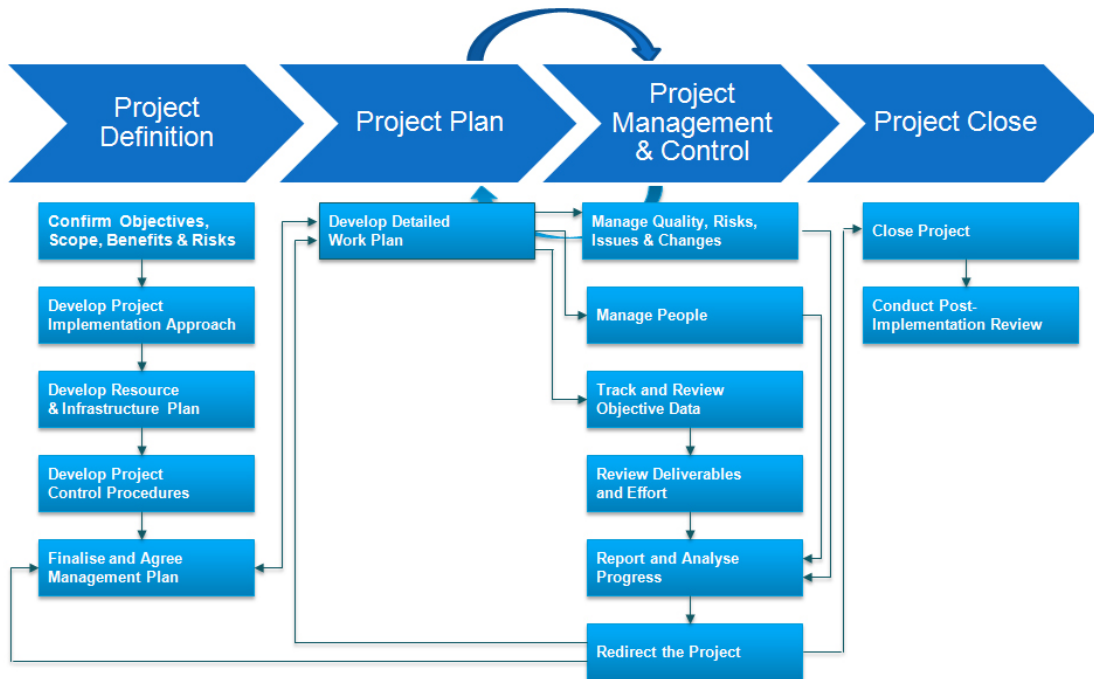 Project
Definition
Project Plan
Project
Management
& Control
Project Close
Confirm Objectives,
Scope, Benefits & Risks
Develop Project
Implementation Approach
Develop Resource
& Infrastructure Plan
Develop Project
Control Procedures
Finalise and Agree
Management Plan
Develop Detailed
Work Plan
Manage Quality, Risks,
Issues & Changes
Manage People
Track and Review
Objective Data
Review Deliverables
and Effort
Report and Analyse
Progress
Redirect the Project
Close Project
Conduct Post-
Implementation Review